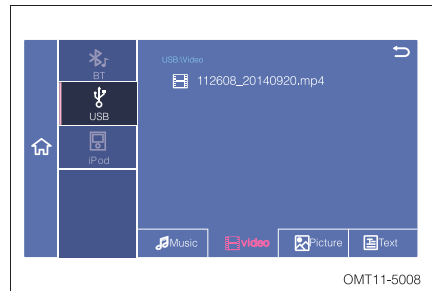 BT
USB
iPod
USB:\Video
112608_20140920.mp4
Music
video
Picture
Text
OMT11-5008